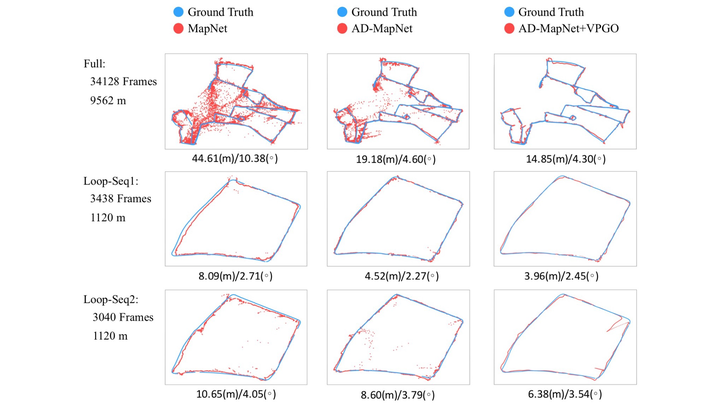 Ground Truth
MapNet
Ground Truth
AD-MapNet
Ground Truth
AD-MapNet+VPGO
Full:
34128 Frames
9562 m
44.61(m)/10.38(°)
19.18(m)/4.60(°)
14.85(m)/4.30(°)
Loop-Seq1:
3438 Frames
1120 m
8.09(m)/2.71(°)
4.52(m)/2.27(°)
3.96(m)/2.45(°)
Loop-Seq2:
3040 Frames
1120 m
10.65(m)/4.05(°)
8.60(m)/3.79(°)
6.38(m)/3.54(°)